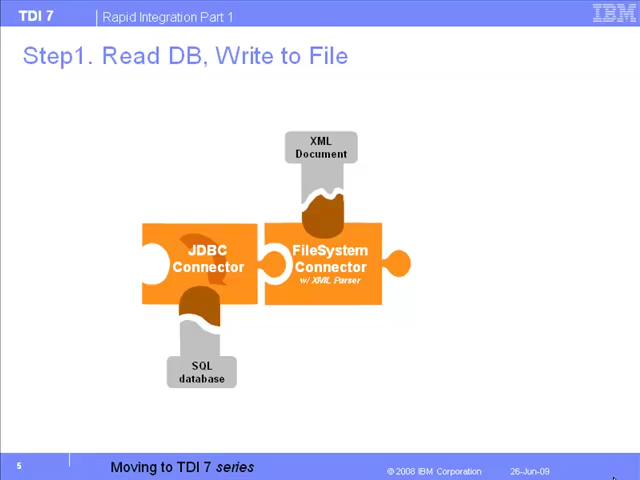 TDI 7
Rapid Integration Part 1
IBM
Step1. Read DB, Write to File
XML
Document
JDBC
Connector
FileSystem
Connector
w/ XML Parser
SQL
database
5
Moving to TDI 7 series
© 2008 IBM Corporation
26-Jun-09